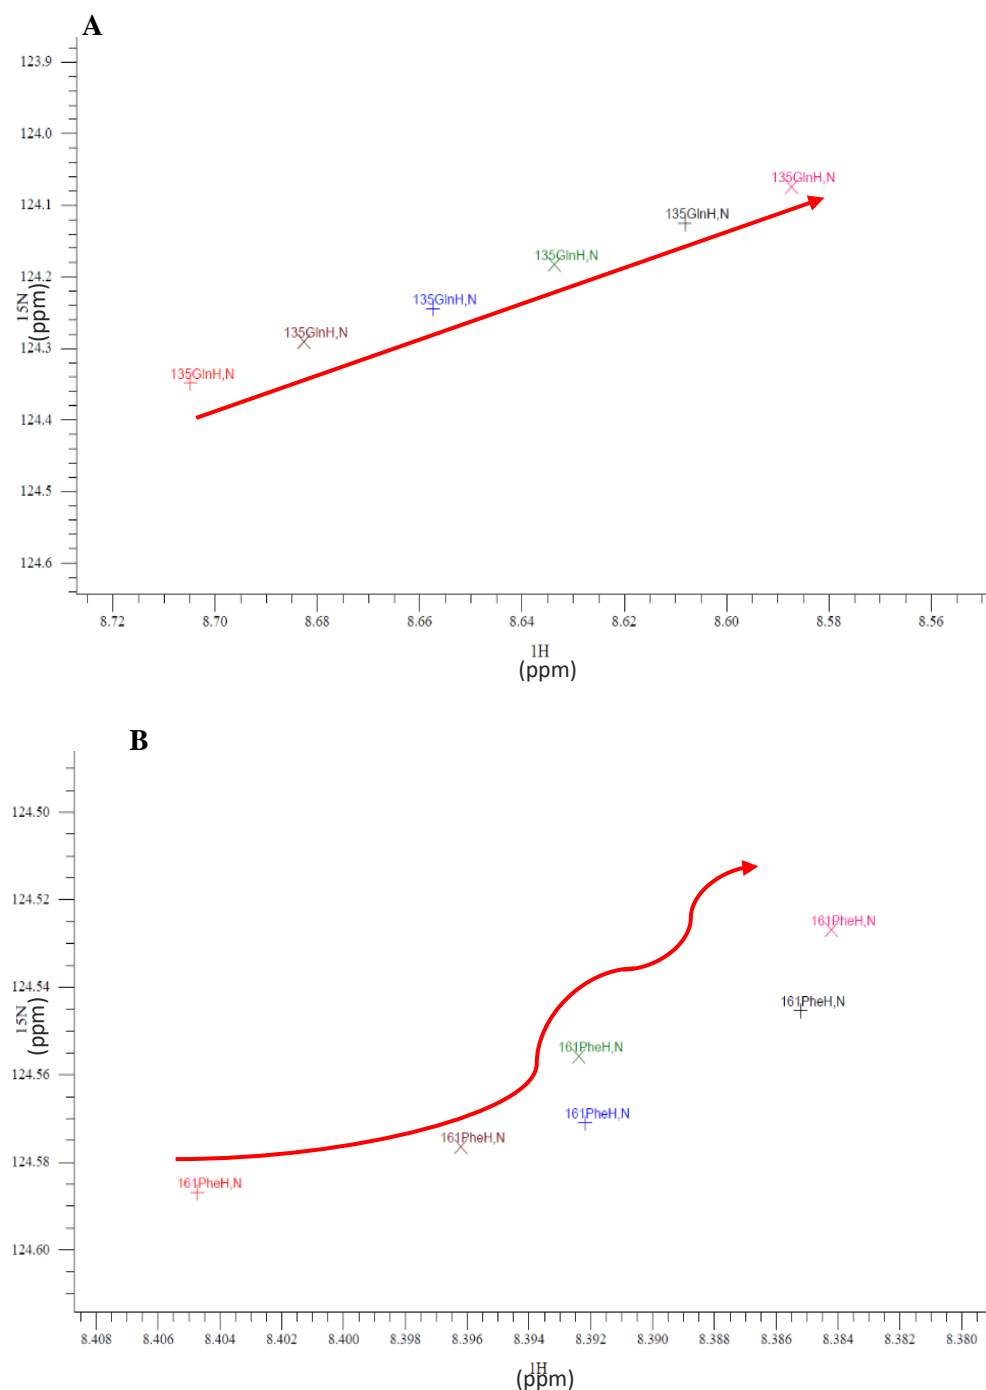 A
123.9
124.0
124.1
124.2
124.3
124.4
124.5
124.6
15N
(ppm)
135GlnH,N
135GlnH,N
135GlnH,N
135GlnH,N
135GlnH,N
135GlnH,N
8.72 8.70 8.68 8.66 8.64 8.62 8.60 8.58 8.56
1H
(ppm)
B
124.50
124.52
124.54
124.56
124.58
124.60
15N
(ppm)
161PheH,N
161PheH,N
161PheH,N
161PheH,N
161PheH,N
161PheH,N
8.408 8.406 8.404 8.402 8.400 8.398 8.396 8.394 8.392 8.390 8.388 8.386 8.384 8.382 8.380
1H
(ppm)